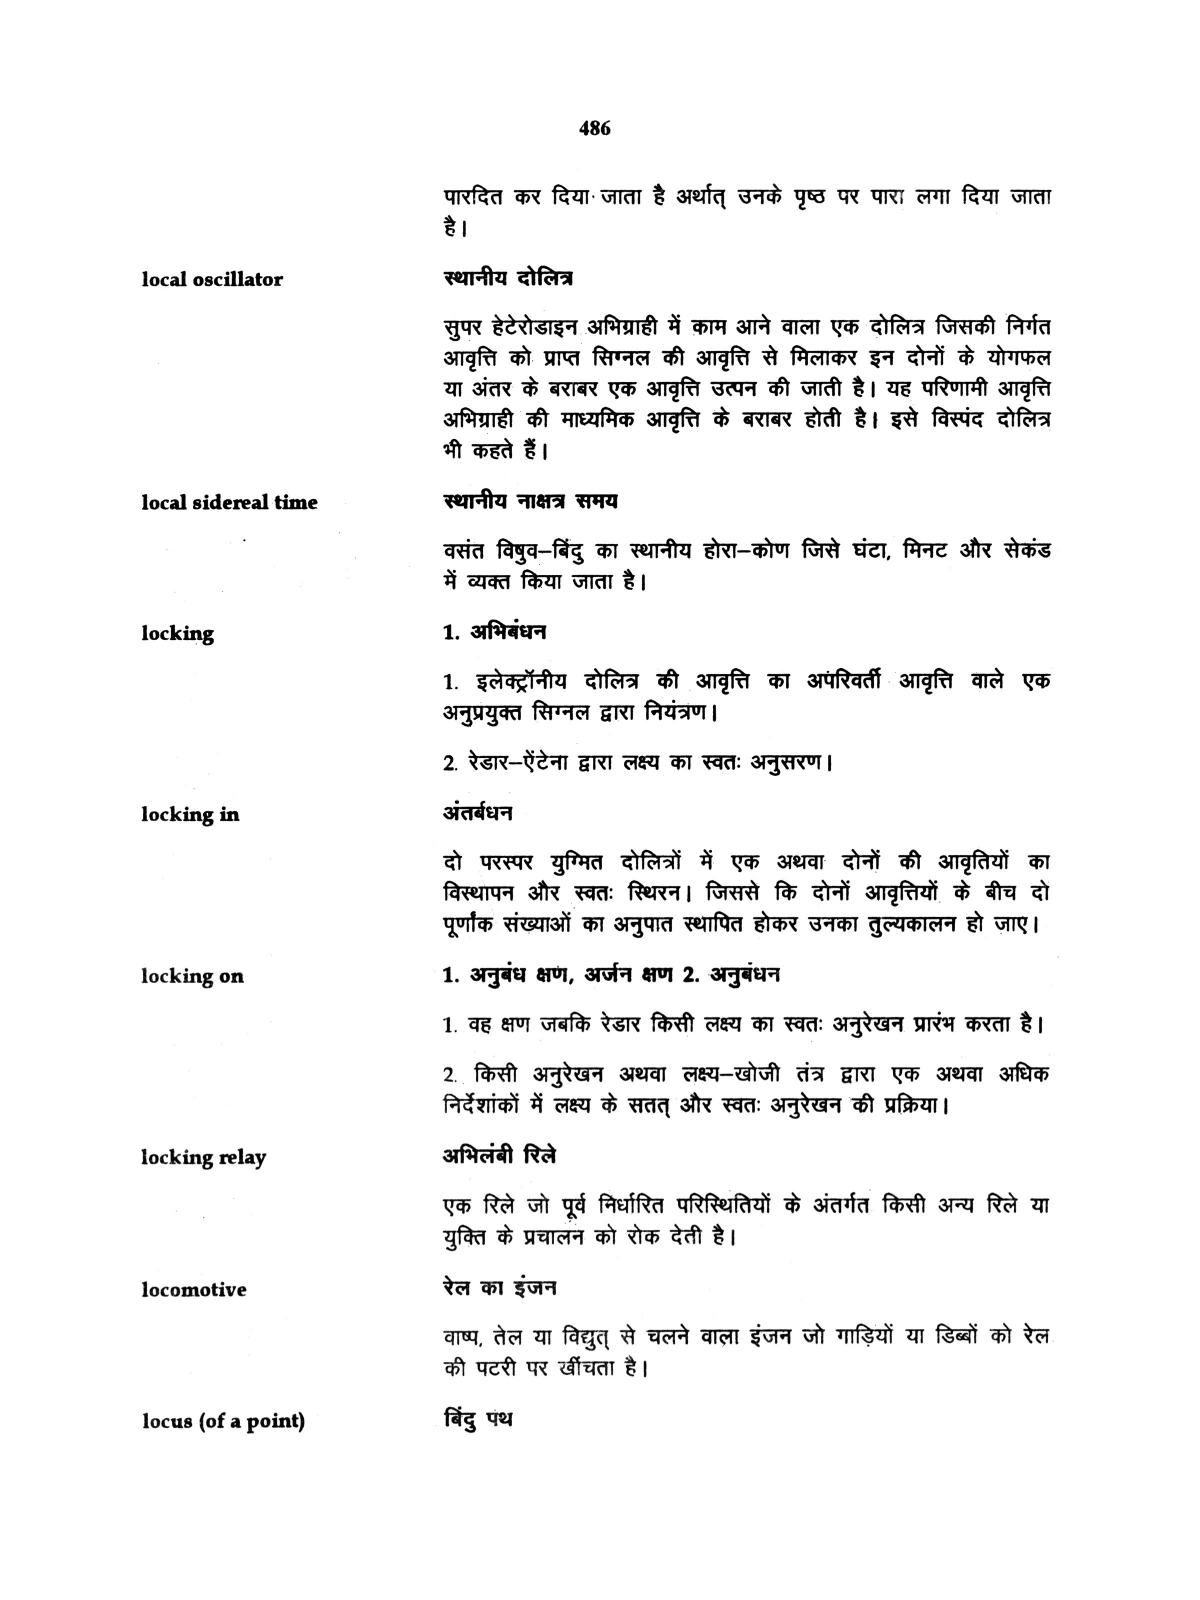 486
पारदित कर दिया जाता है अर्थात् उनके पृष्ठ पर पारा लगा दिया जाता
है।
local oscillator स्थानीय दोलित्र
सुपर हेटेरोडाइन अभिग्राही में काम आने वाला एक दोलित्र जिसकी निर्गत
आवृत्ति को प्राप्त सिग्नल की आवृत्ति से मिलाकर इन दोनों के योगफल
या अंतर के बराबर एक आवृत्ति उत्पन की जाती है। यह परिणामी आवृत्ति
अभिग्राही की माध्यमिक आवृत्ति के बराबर होती है। इसे विस्पंद दोलित्र
भी कहते हैं।
local sidereal time स्थानीय नाक्षत्र समय
वसंत विषुव–बिंदु का स्थानीय होरा–कोण जिसे घंटा, मिनट और सेकंड
में व्यक्त किया जाता है।
locking 1. अभिबंधन
1. इलेक्ट्रॉनीय दोलित्र की आवृत्ति का अपरिवर्ती आवृत्ति वाले एक
अनुप्रयुक्त सिग्नल द्वारा नियंत्रण।
2. रेडार–ऐंटेना द्वारा लक्ष्य का स्वतः अनुसरण।
locking in अंतर्बधन
दो परस्पर युग्मित दोलित्रों में एक अथवा दोनों की आवृतियों का
विस्थापन और स्वतः स्थिरन। जिससे कि दोनों आवृत्तियों के बीच दो
पूर्णांक संख्याओं का अनुपात स्थापित होकर उनका तुल्यकालन हो जाए।
locking on 1. अनुबंध क्षण, अर्जन क्षण 2. अनुबंधन
1. वह क्षण जबकि रेडार किसी लक्ष्य का स्वतः अनुरेखन प्रारंभ करता है।
2. किसी अनुरेखन अथवा लक्ष्य–खोजी तंत्र द्वारा एक अथवा अधिक
निर्देशांकों में लक्ष्य के सतत् और स्वतः अनुरेखन की प्रक्रिया।
locking relay अभिलंबी रिले
एक रिले जो पूर्व निर्धारित परिस्थितियों के अंतर्गत किसी अन्य रिले या
युक्ति के प्रचालन को रोक देती है।
locomotive रेल का इंजन
वाष्प, तेल या विद्युत् से चलने वाला इंजन जो गाड़ियों या डिब्बों को रेल
की पटरी पर खींचता है।
locus (of a point) बिंदु पथ